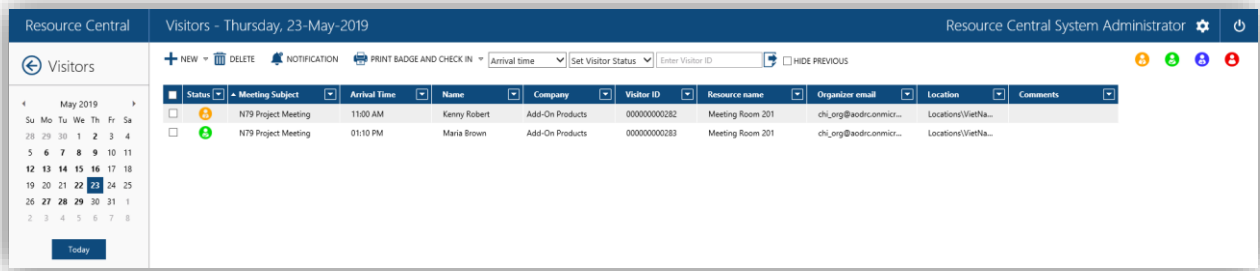 Resource Central
Visitors - Thursday, 23-May-2019
Resource Central System Administrator
Visitors
NEW
DELETE
NOTIFICATION
PRINT BADGE AND CHECK IN
Arrival time
Set Visitor Status
Enter Visitor ID
HIDE PREVIOUS
May 2019
Su Mo Tu We Th Fr Sa
28 29 30 1 2 3 4
5 6 7 8 9 10 11
12 13 14 15 16 17 18
19 20 21 22 23 24 25
26 27 28 29 30 31 1
2 3 4 5 6 7 8
Today
Status Meeting Subject Arrival Time Name Company Visitor ID Resource name Organizer email Location Comments
N79 Project Meeting 11:00 AM Kenny Robert Add-On Products 000000000282 Meeting Room 201 chi_org@aodrc.onmicr... Locations\VietNa...
N79 Project Meeting 01:10 PM Maria Brown Add-On Products 000000000283 Meeting Room 201 chi_org@aodrc.onmicr... Locations\VietNa...